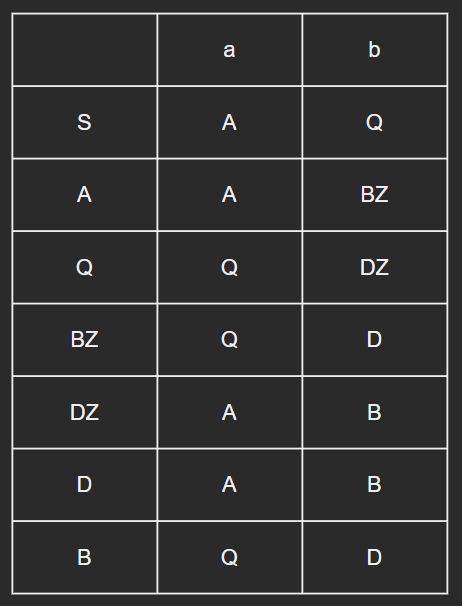 a b
S A Q
A A BZ
Q Q DZ
BZ Q D
DZ A B
D A B
B Q D